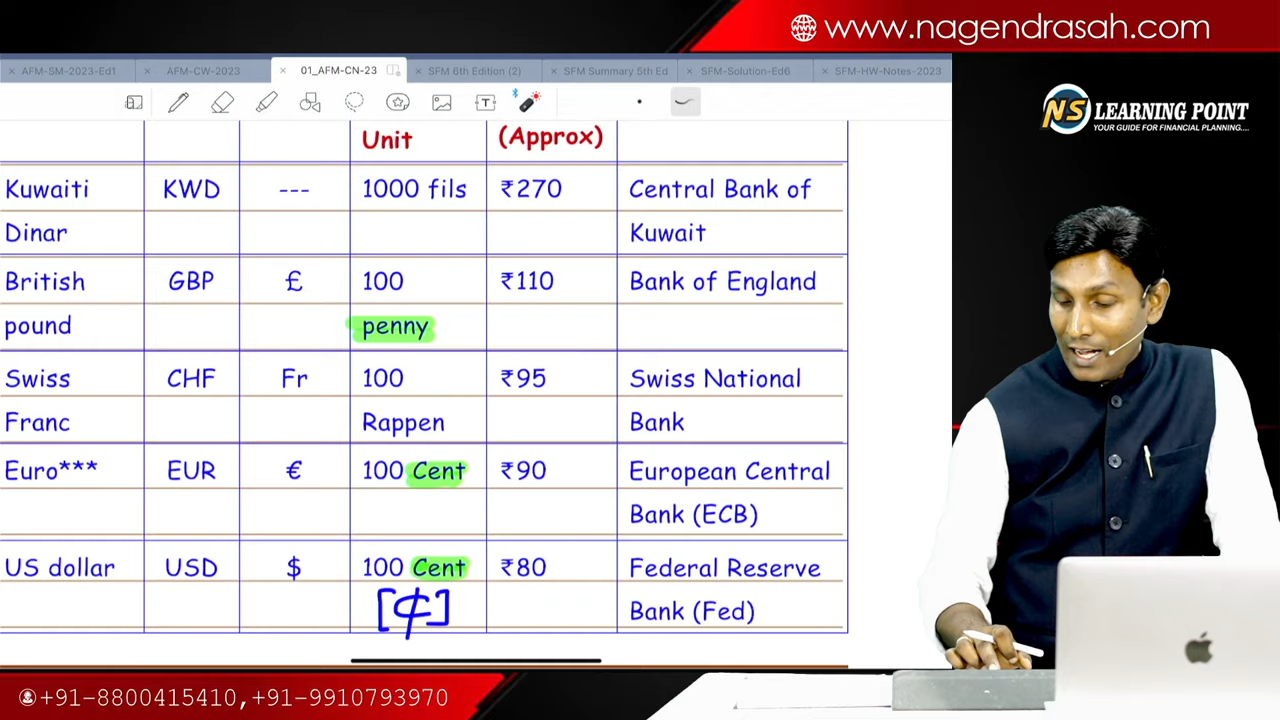 www.nagendrasah.com
AFM-SM-2023-Ed1 AFM-CW-2023 01_AFM-CN-23 SFM 6th Edition (2) SFM Summary 5th Ed SFM-Solution-Ed6 SFM-HW-Notes-2023
NS LEARNING POINT
YOUR GUIDE FOR FINANCIAL PLANNING....
Unit (Approx)
Kuwaiti KWD --- 1000 fils ₹270 Central Bank of
Dinar Kuwait
British GBP £ 100 ₹110 Bank of England
pound penny
Swiss CHF Fr 100 ₹95 Swiss National
Franc Rappen Bank
Euro*** EUR € 100 Cent ₹90 European Central
Bank (ECB)
US dollar USD $ 100 Cent ₹80 Federal Reserve
[¢] Bank (Fed)
+91-8800415410,+91-9910793970